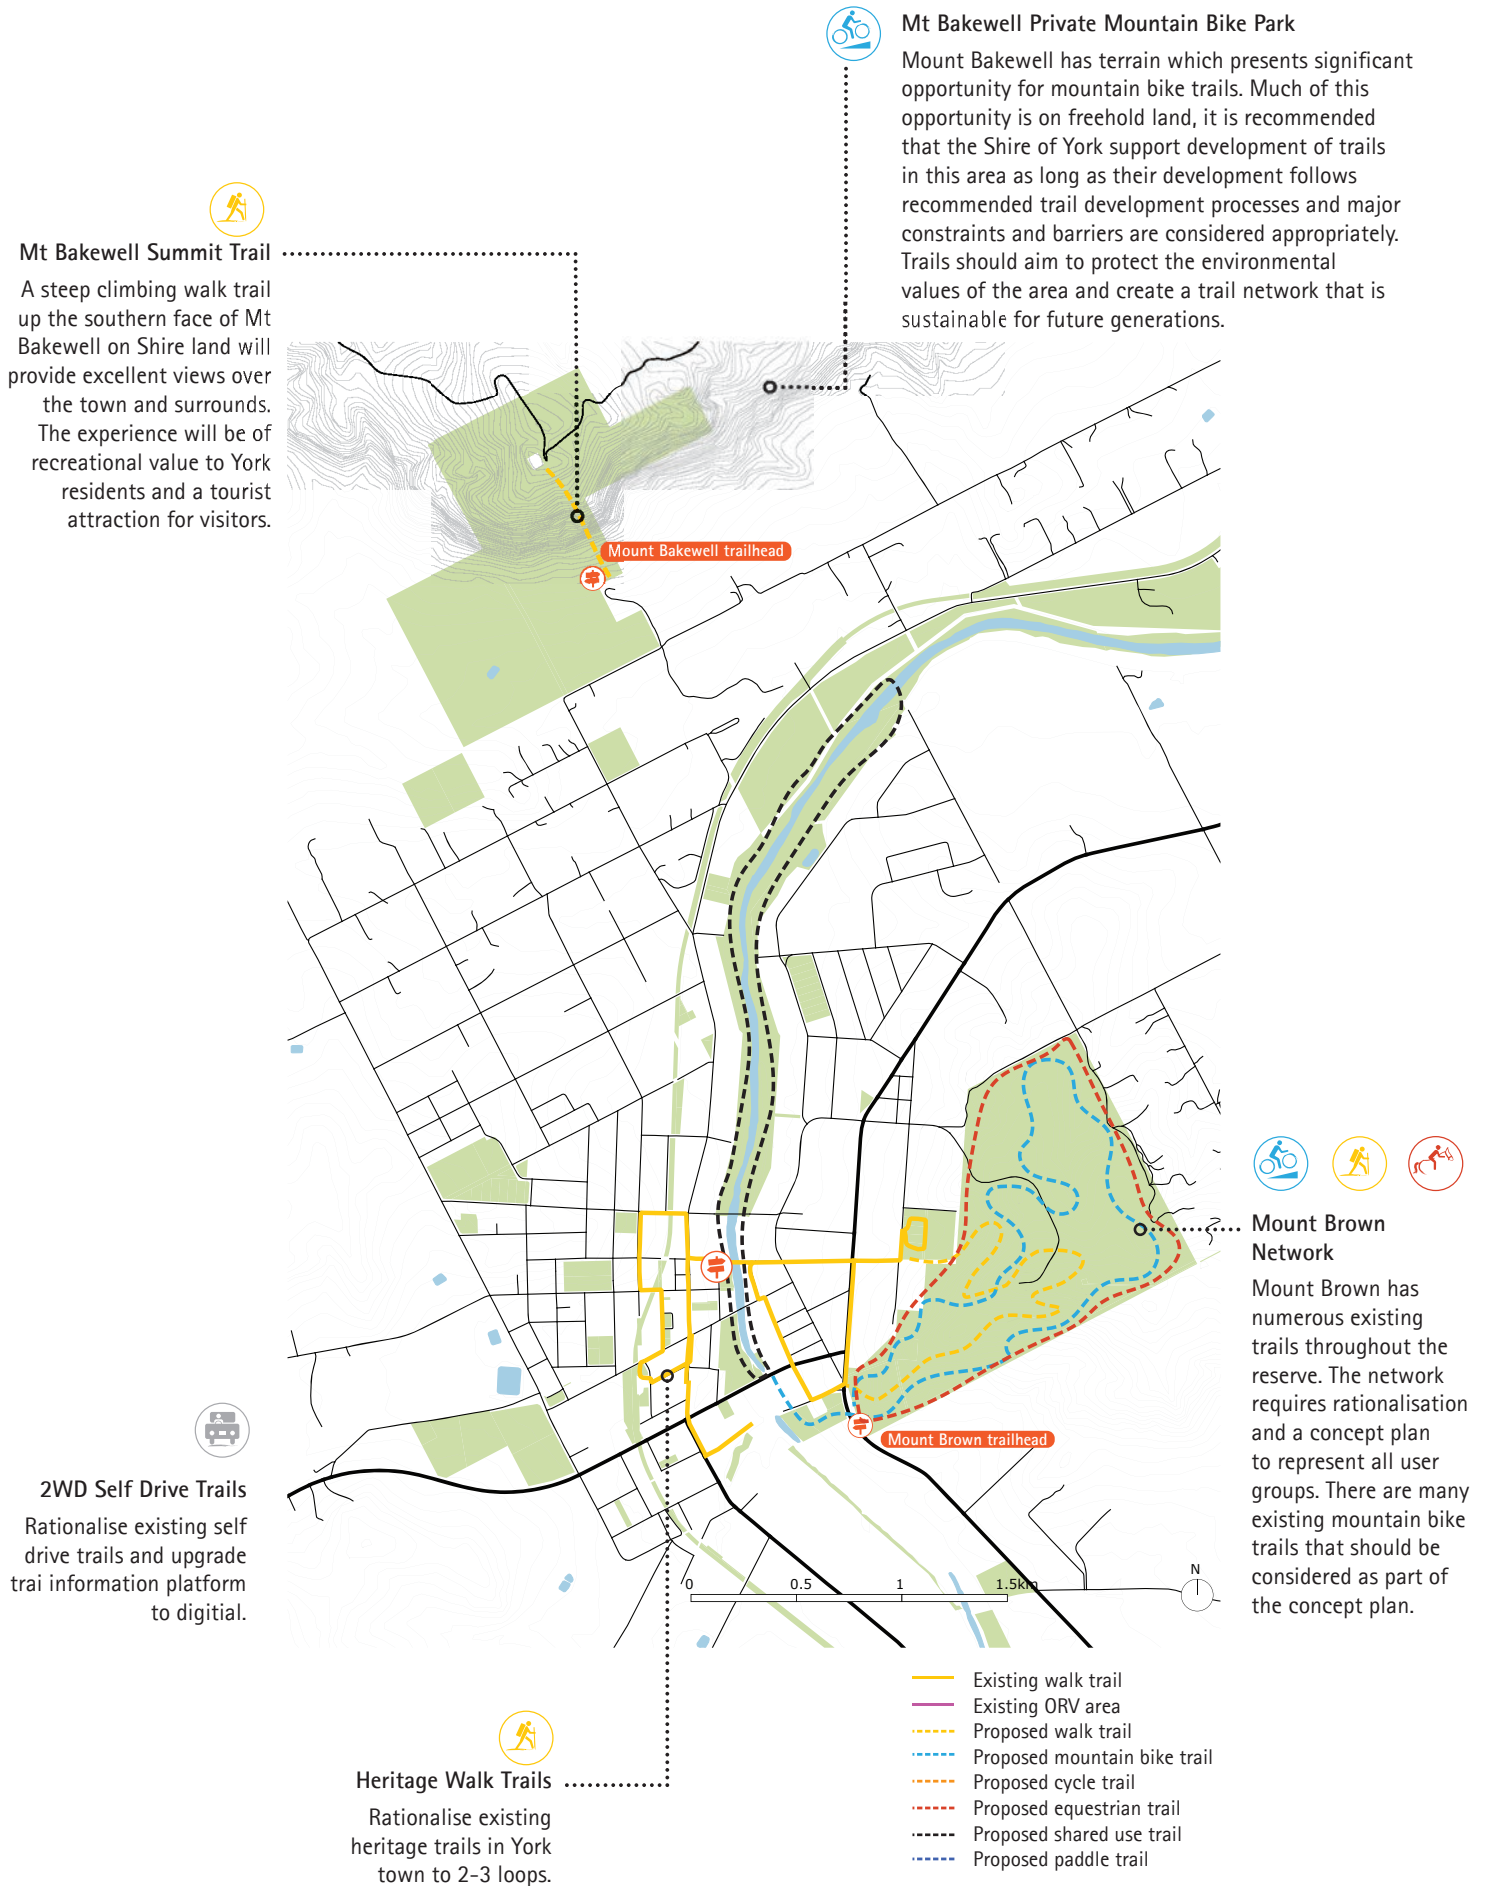 Mt Bakewell Private Mountain Bike Park
Mount Bakewell has terrain which presents significant
opportunity for mountain bike trails. Much of this
opportunity is on freehold land, it is recommended
that the Shire of York support development of trails
in this area as long as their development follows
recommended trail development processes and major
constraints and barriers are considered appropriately.
Trails should aim to protect the environmental
values of the area and create a trail network that is
sustainable for future generations.
Mt Bakewell Summit Trail
A steep climbing walk trail
up the southern face of Mt
Bakewell on Shire land will
provide excellent views over
the town and surrounds.
The experience will be of
recreational value to York
residents and a tourist
attraction for visitors.
Mount Bakewell trailhead
Mount Brown
Network
Mount Brown has
numerous existing
trails throughout the
reserve. The network
requires rationalisation
and a concept plan
to represent all user
groups. There are many
existing mountain bike
trails that should be
considered as part of
the concept plan.
Mount Brown trailhead
2WD Self Drive Trails
Rationalise existing self
drive trails and upgrade
trai information platform
to digitial.
0 0.5 1 1.5km
N
Heritage Walk Trails
Rationalise existing
heritage trails in York
town to 2-3 loops.
Existing walk trail
Existing ORV area
Proposed walk trail
Proposed mountain bike trail
Proposed cycle trail
Proposed equestrian trail
Proposed shared use trail
Proposed paddle trail